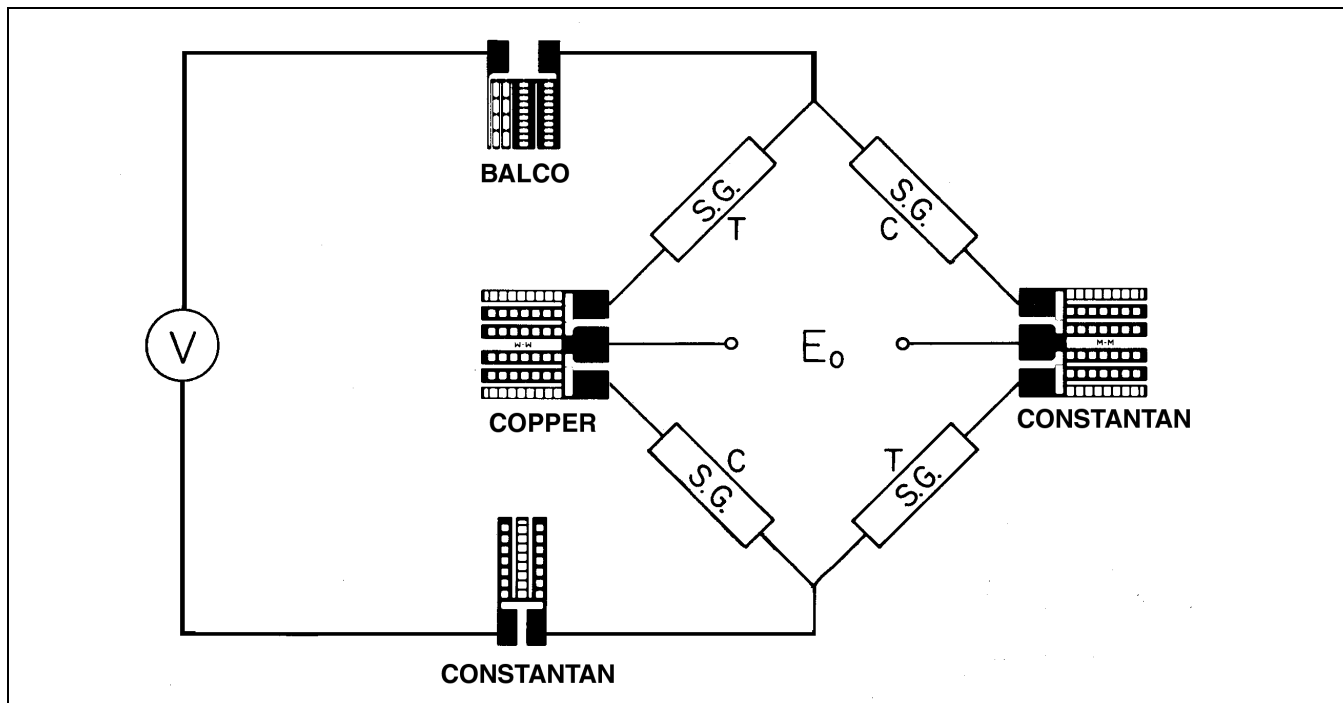 BALCO
S.G.
T
S.G.
C
V
W-W
COPPER
E₀
M-M
CONSTANTAN
S.G.
C
S.G.
T
CONSTANTAN